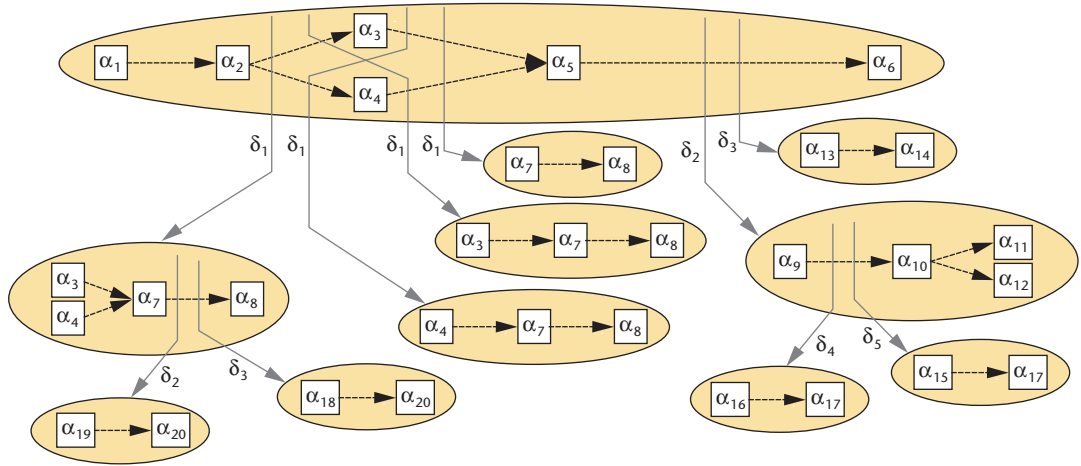 α₁ α₂ α₃ α₅ α₆
α₄
δ₁ δ₁ δ₁ δ₁ δ₂ δ₃
α₇ α₈
α₁₃ α₁₄
α₃ α₇ α₈
α₉ α₁₀ α₁₁
α₁₂
α₃ α₇ α₈
α₄
α₄ α₇ α₈
δ₂ δ₃
δ₄ δ₅
α₁₈ α₂₀
α₁₉ α₂₀
α₁₅ α₁₇
α₁₆ α₁₇